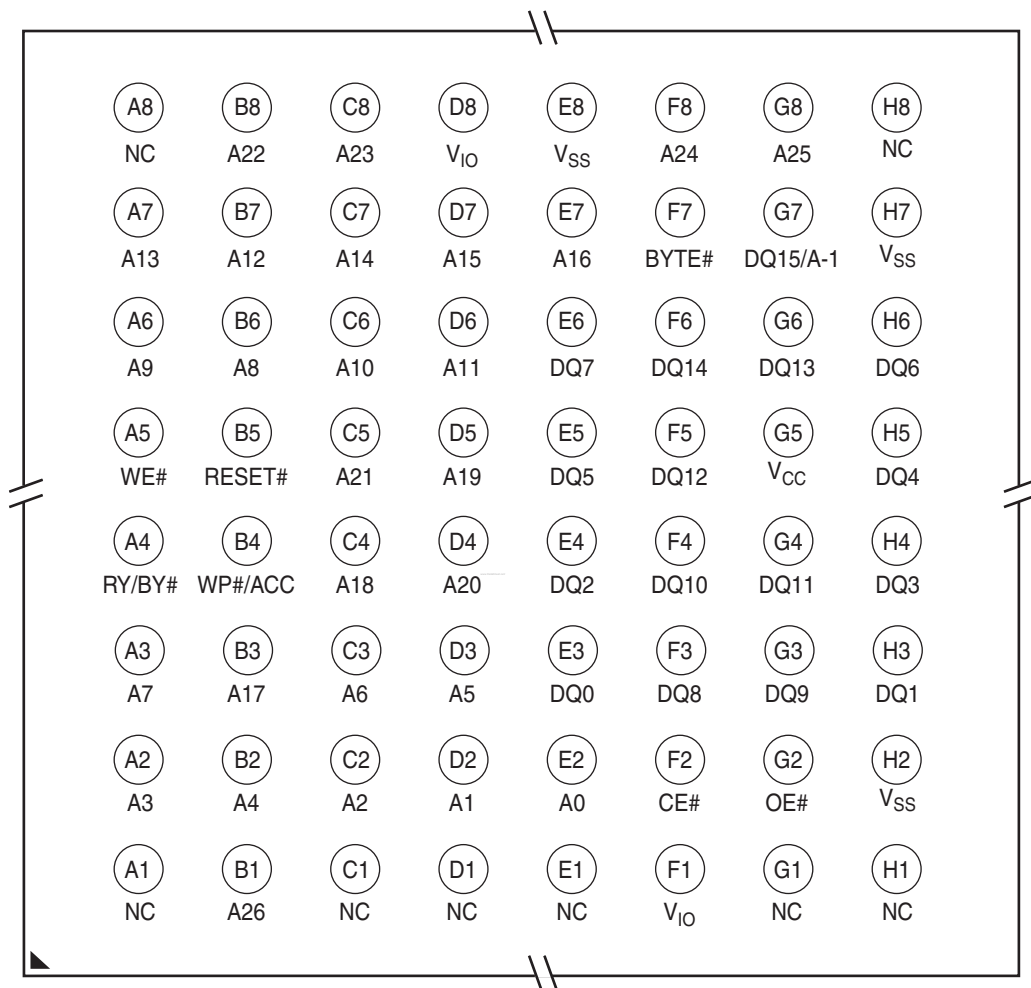 A8 B8 C8 D8 E8 F8 G8 H8
NC A22 A23 VIO VSS A24 A25 NC
A7 B7 C7 D7 E7 F7 G7 H7
A13 A12 A14 A15 A16 BYTE# DQ15/A-1 VSS
A6 B6 C6 D6 E6 F6 G6 H6
A9 A8 A10 A11 DQ7 DQ14 DQ13 DQ6
A5 B5 C5 D5 E5 F5 G5 H5
WE# RESET# A21 A19 DQ5 DQ12 VCC DQ4
A4 B4 C4 D4 E4 F4 G4 H4
RY/BY# WP#/ACC A18 A20 DQ2 DQ10 DQ11 DQ3
A3 B3 C3 D3 E3 F3 G3 H3
A7 A17 A6 A5 DQ0 DQ8 DQ9 DQ1
A2 B2 C2 D2 E2 F2 G2 H2
A3 A4 A2 A1 A0 CE# OE# VSS
A1 B1 C1 D1 E1 F1 G1 H1
NC A26 NC NC NC VIO NC NC